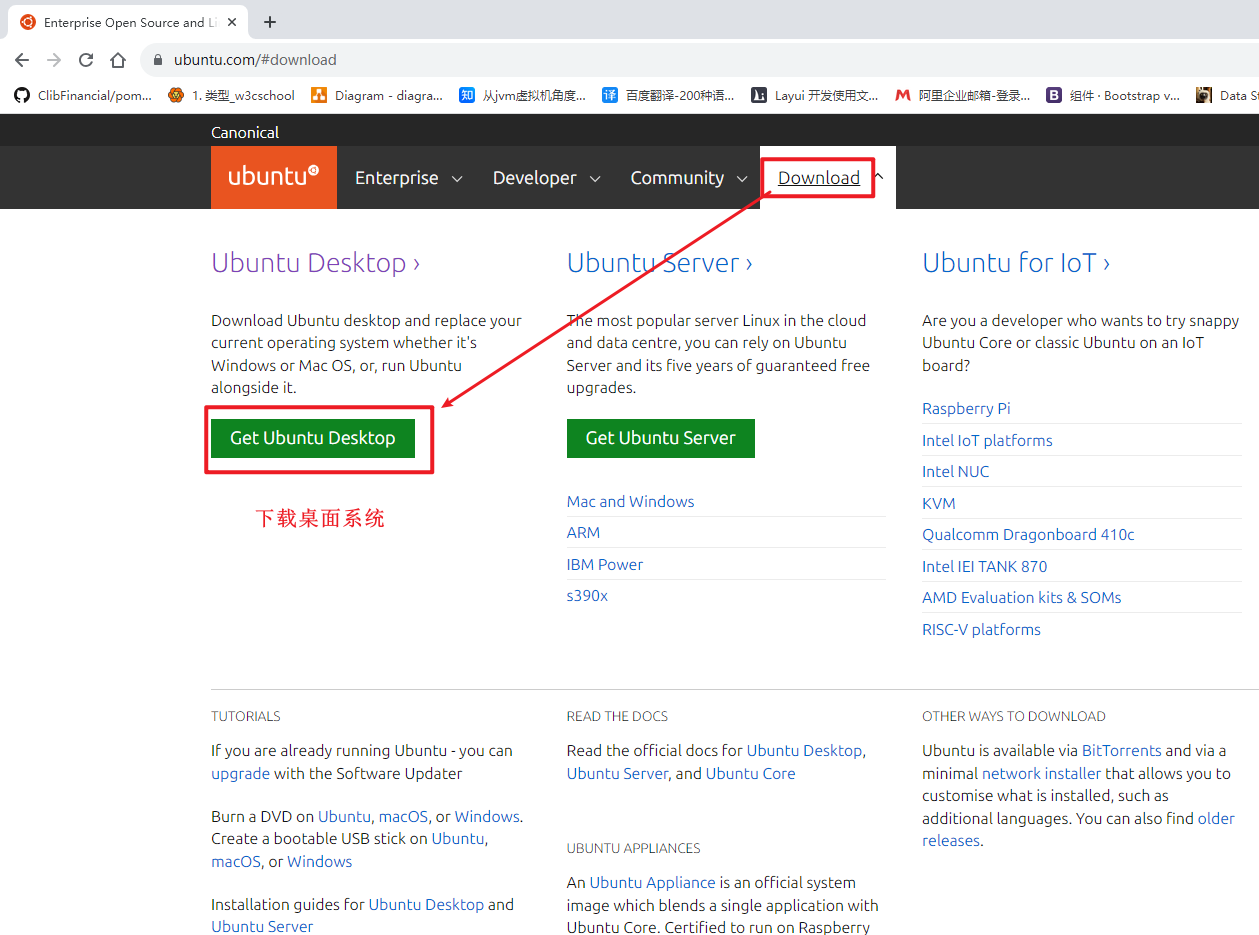 Enterprise Open Source and Li
ubuntu.com/#download
ClibFinancial/pom...
1. 类型_w3cschool
Diagram - diagra...
知
从jvm虚拟机角度...
译
百度翻译-200种语...
Layui 开发使用文...
阿里企业邮箱-登录...
B
组件 · Bootstrap v...
Data St
Canonical
ubuntu
Enterprise
Developer
Community
Download
Ubuntu Desktop ›
Download Ubuntu desktop and replace your
current operating system whether it's
Windows or Mac OS, or, run Ubuntu
alongside it.
Get Ubuntu Desktop
下载桌面系统
Ubuntu Server ›
The most popular server Linux in the cloud
and data centre, you can rely on Ubuntu
Server and its five years of guaranteed free
upgrades.
Get Ubuntu Server
Mac and Windows
ARM
IBM Power
s390x
Ubuntu for IoT ›
Are you a developer who wants to try snappy
Ubuntu Core or classic Ubuntu on an IoT
board?
Raspberry Pi
Intel IoT platforms
Intel NUC
KVM
Qualcomm Dragonboard 410c
Intel IEI TANK 870
AMD Evaluation kits & SOMs
RISC-V platforms
TUTORIALS
If you are already running Ubuntu - you can
upgrade with the Software Updater
Burn a DVD on Ubuntu, macOS, or Windows.
Create a bootable USB stick on Ubuntu,
macOS, or Windows
Installation guides for Ubuntu Desktop and
Ubuntu Server
READ THE DOCS
Read the official docs for Ubuntu Desktop,
Ubuntu Server, and Ubuntu Core
UBUNTU APPLIANCES
An Ubuntu Appliance is an official system
image which blends a single application with
Ubuntu Core. Certified to run on Raspberry
OTHER WAYS TO DOWNLOAD
Ubuntu is available via BitTorrents and via a
minimal network installer that allows you to
customise what is installed, such as
additional languages. You can also find older
releases.